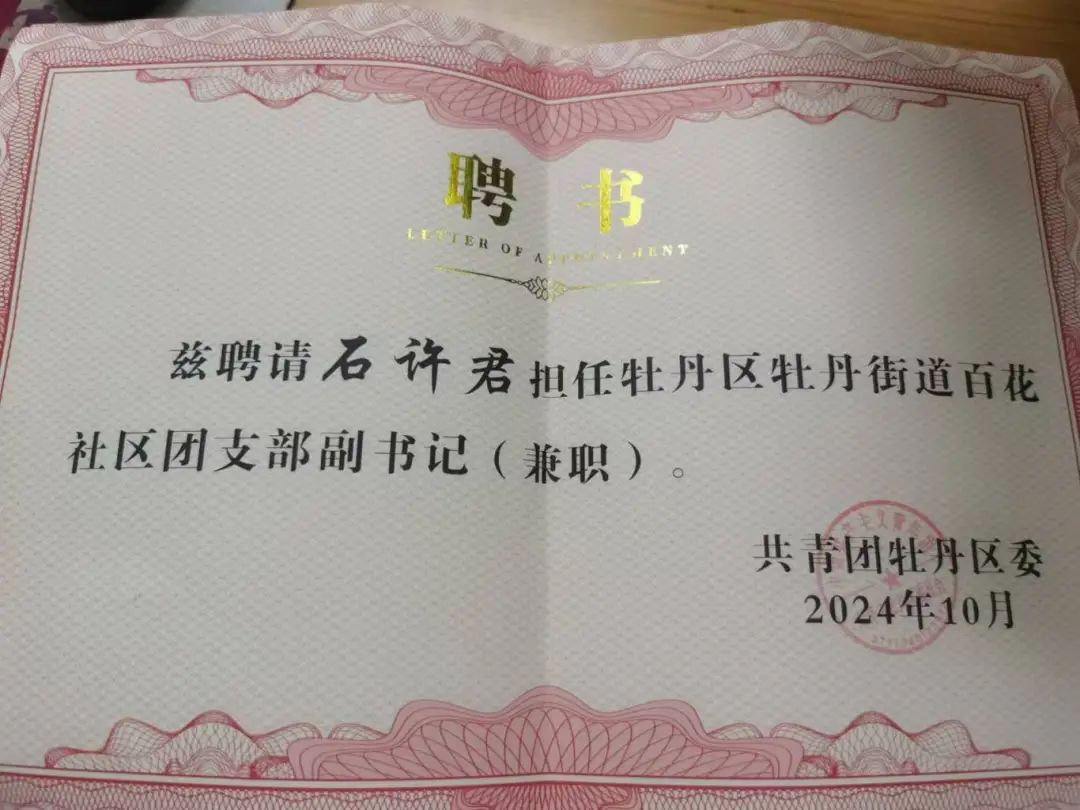 聘 书
LETTER OF APPOINTMENT
兹聘请石许君担任牡丹区牡丹街道百花
社区团支部副书记（兼职）。
共青团牡丹区委
2024年10月